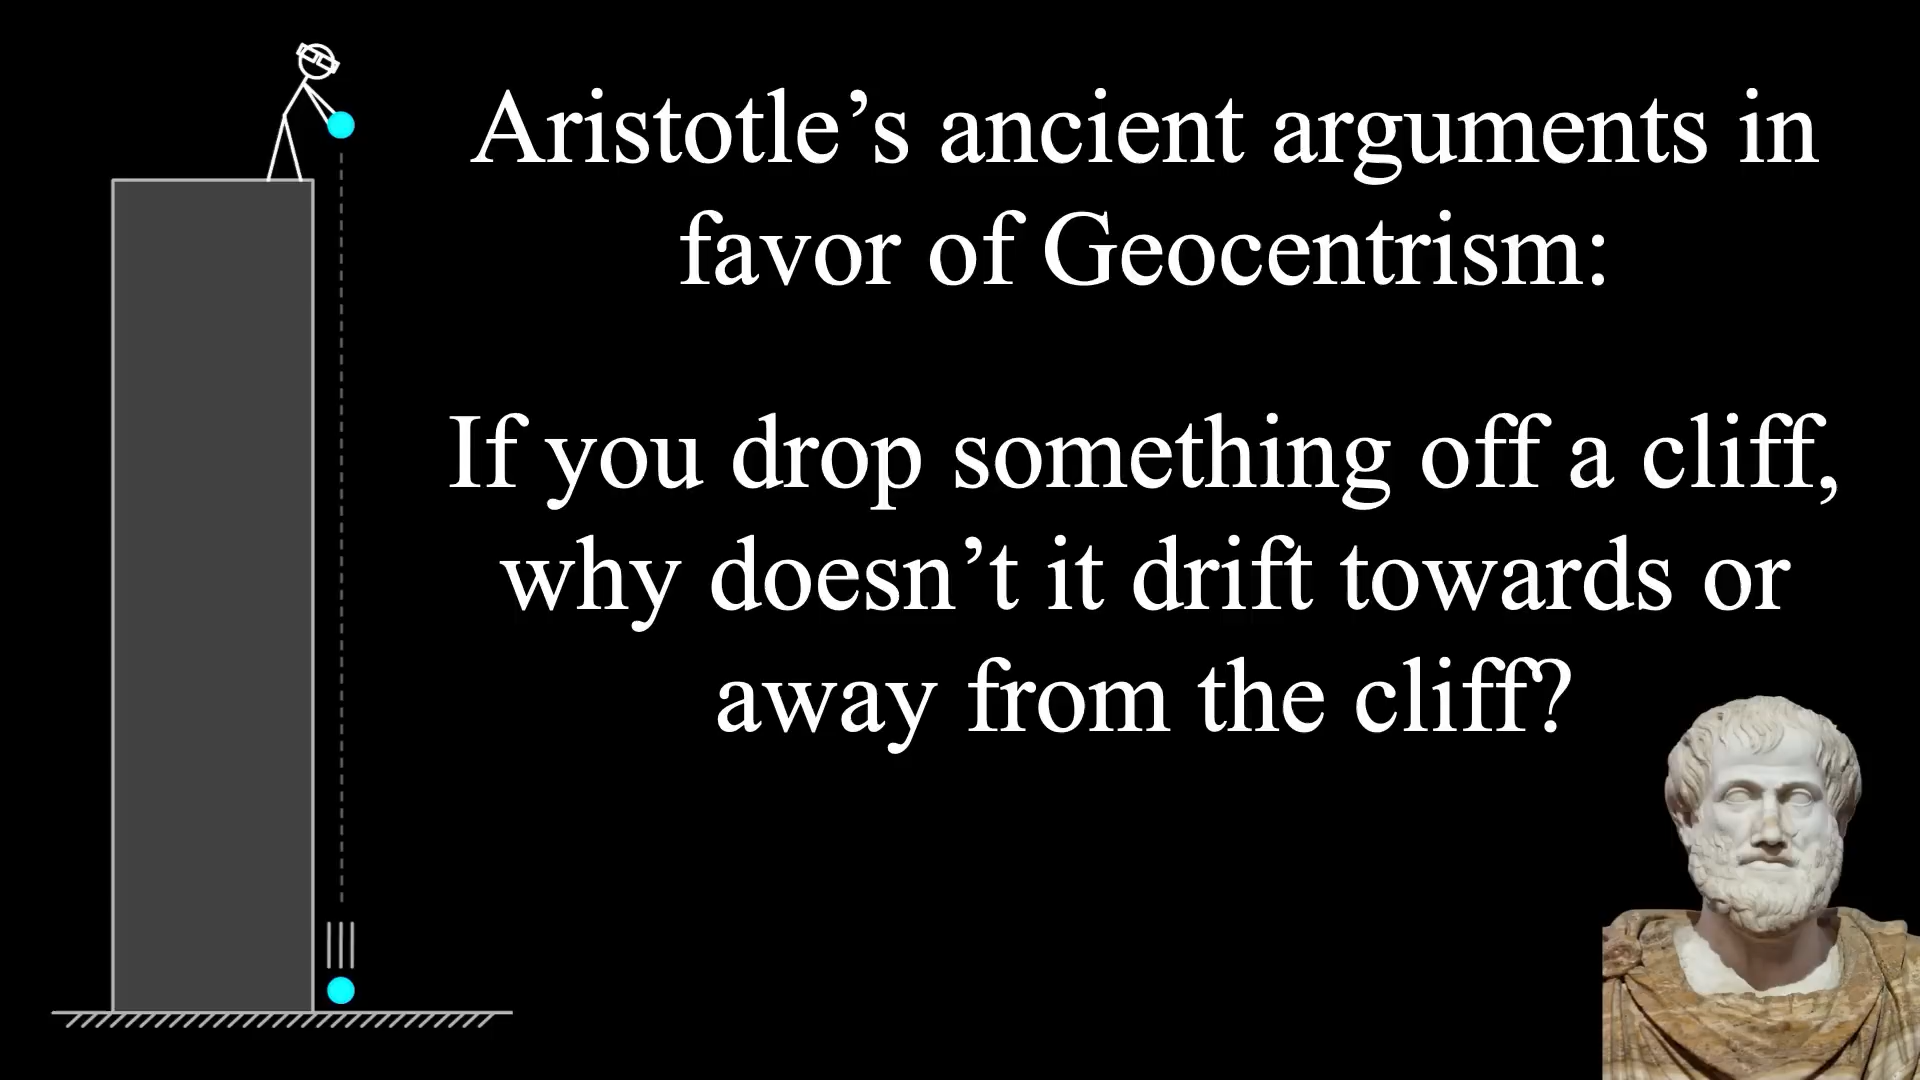 Aristotle’s ancient arguments in
favor of Geocentrism:
If you drop something off a cliff,
why doesn’t it drift towards or
away from the cliff?